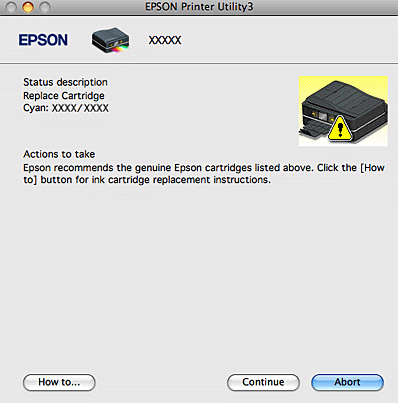 EPSON Printer Utility3
EPSON XXXXX
Status description
Replace Cartridge
Cyan: XXXX/XXXX
Actions to take
Epson recommends the genuine Epson cartridges listed above. Click the [How
to] button for ink cartridge replacement instructions.
How to... Continue Abort